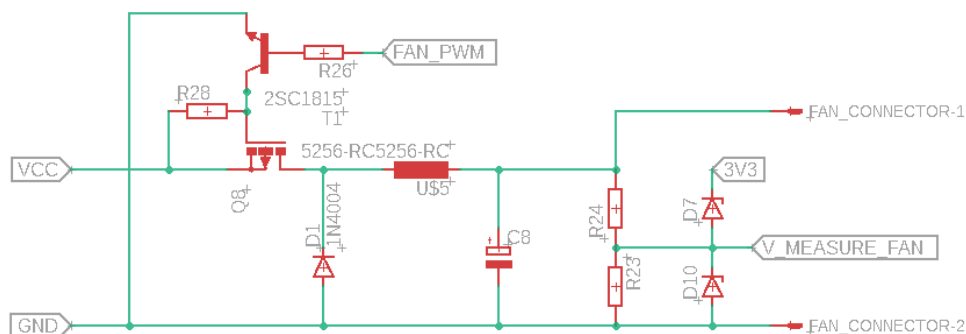 FAN_PWM
R26
R28
2SC1815
T1
FAN_CONNECTOR-1
5256-RC5256-RC
VCC
3V3
U$5
Q8
1N4004
D1
C8
R24
D7
V_MEASURE_FAN
R23
D10
GND
FAN_CONNECTOR-2